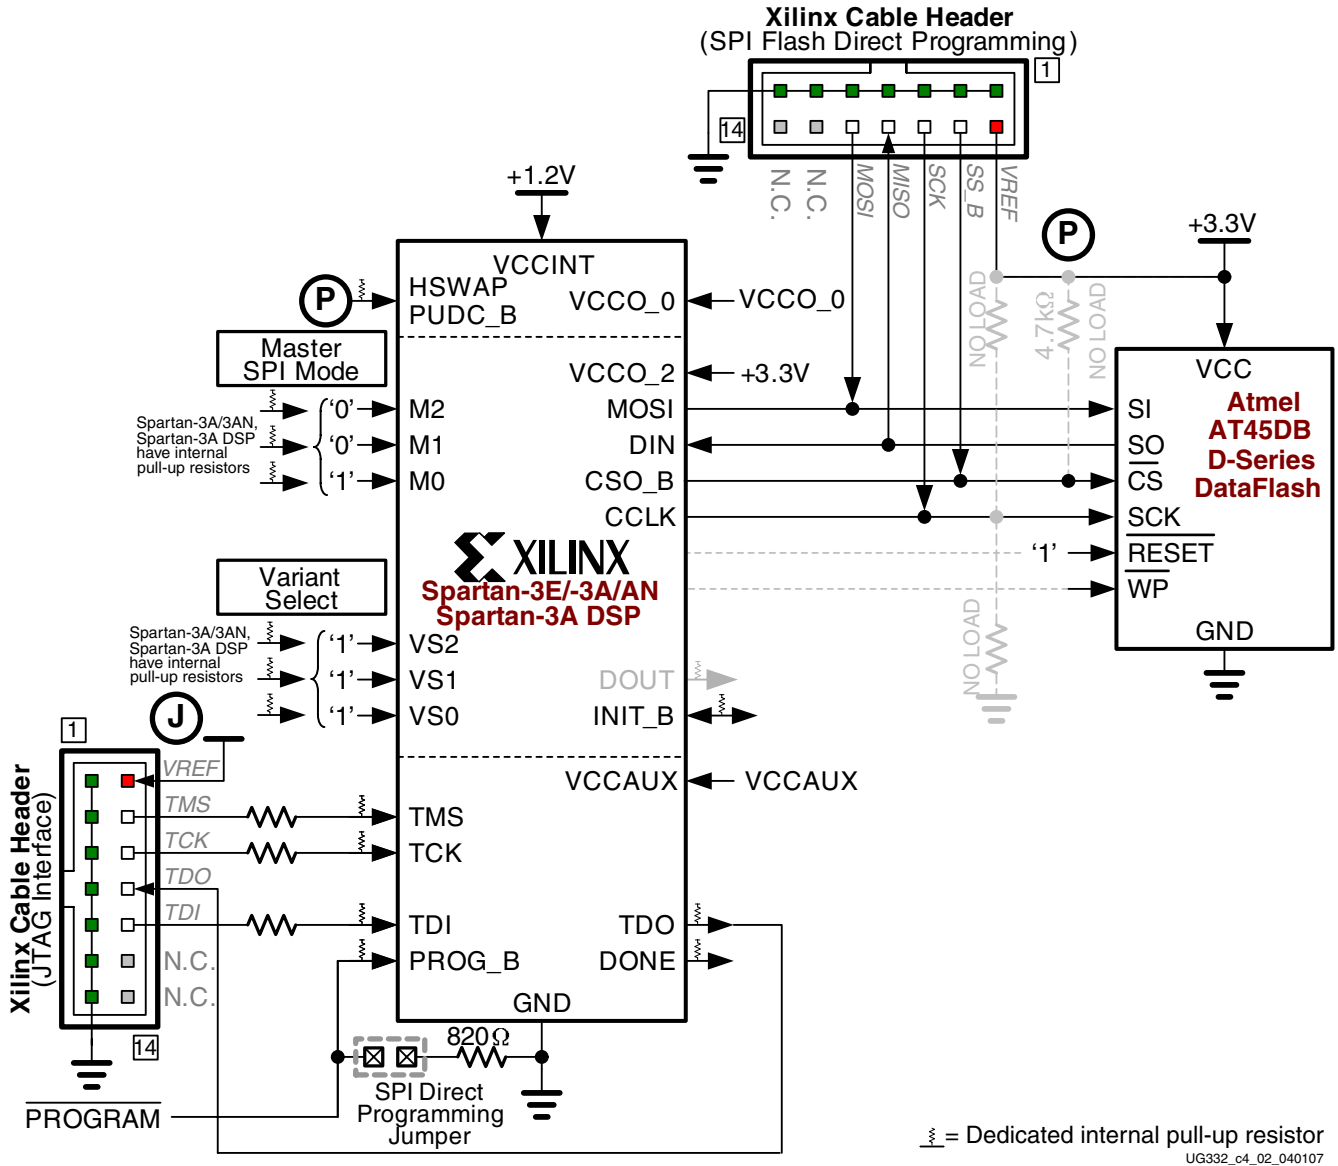 Xilinx Cable Header
(SPI Flash Direct Programming)
1
14
N.C.
N.C.
MOSI
MISO
SCK
SS_B
VREF
+1.2V
P
+3.3V
VCCINT
P
HSWAP
PUDC_B
VCCO_0
VCCO_0
NO LOAD
4.7kΩ
NO LOAD
Master
SPI Mode
VCCO_2
+3.3V
VCC
Spartan-3A/3AN,
Spartan-3A DSP
have internal
pull-up resistors
'0'
M2
'0'
M1
'1'
M0
MOSI
DIN
CSO_B
CCLK
SI
SO
CS
SCK
RESET
WP
GND
Atmel
AT45DB
D-Series
DataFlash
'1'
XILINX
Spartan-3E/-3A/AN
Spartan-3A DSP
NO LOAD
Variant
Select
Spartan-3A/3AN,
Spartan-3A DSP
have internal
pull-up resistors
'1'
VS2
'1'
VS1
'1'
VS0
DOUT
INIT_B
J
1
Xilinx Cable Header
(JTAG Interface)
VREF
TMS
TCK
TDO
TDI
N.C.
N.C.
14
VCCAUX
VCCAUX
TMS
TCK
TDI
TDO
PROG_B
DONE
GND
820Ω
SPI Direct
Programming
Jumper
PROGRAM
= Dedicated internal pull-up resistor
UG332_c4_02_040107